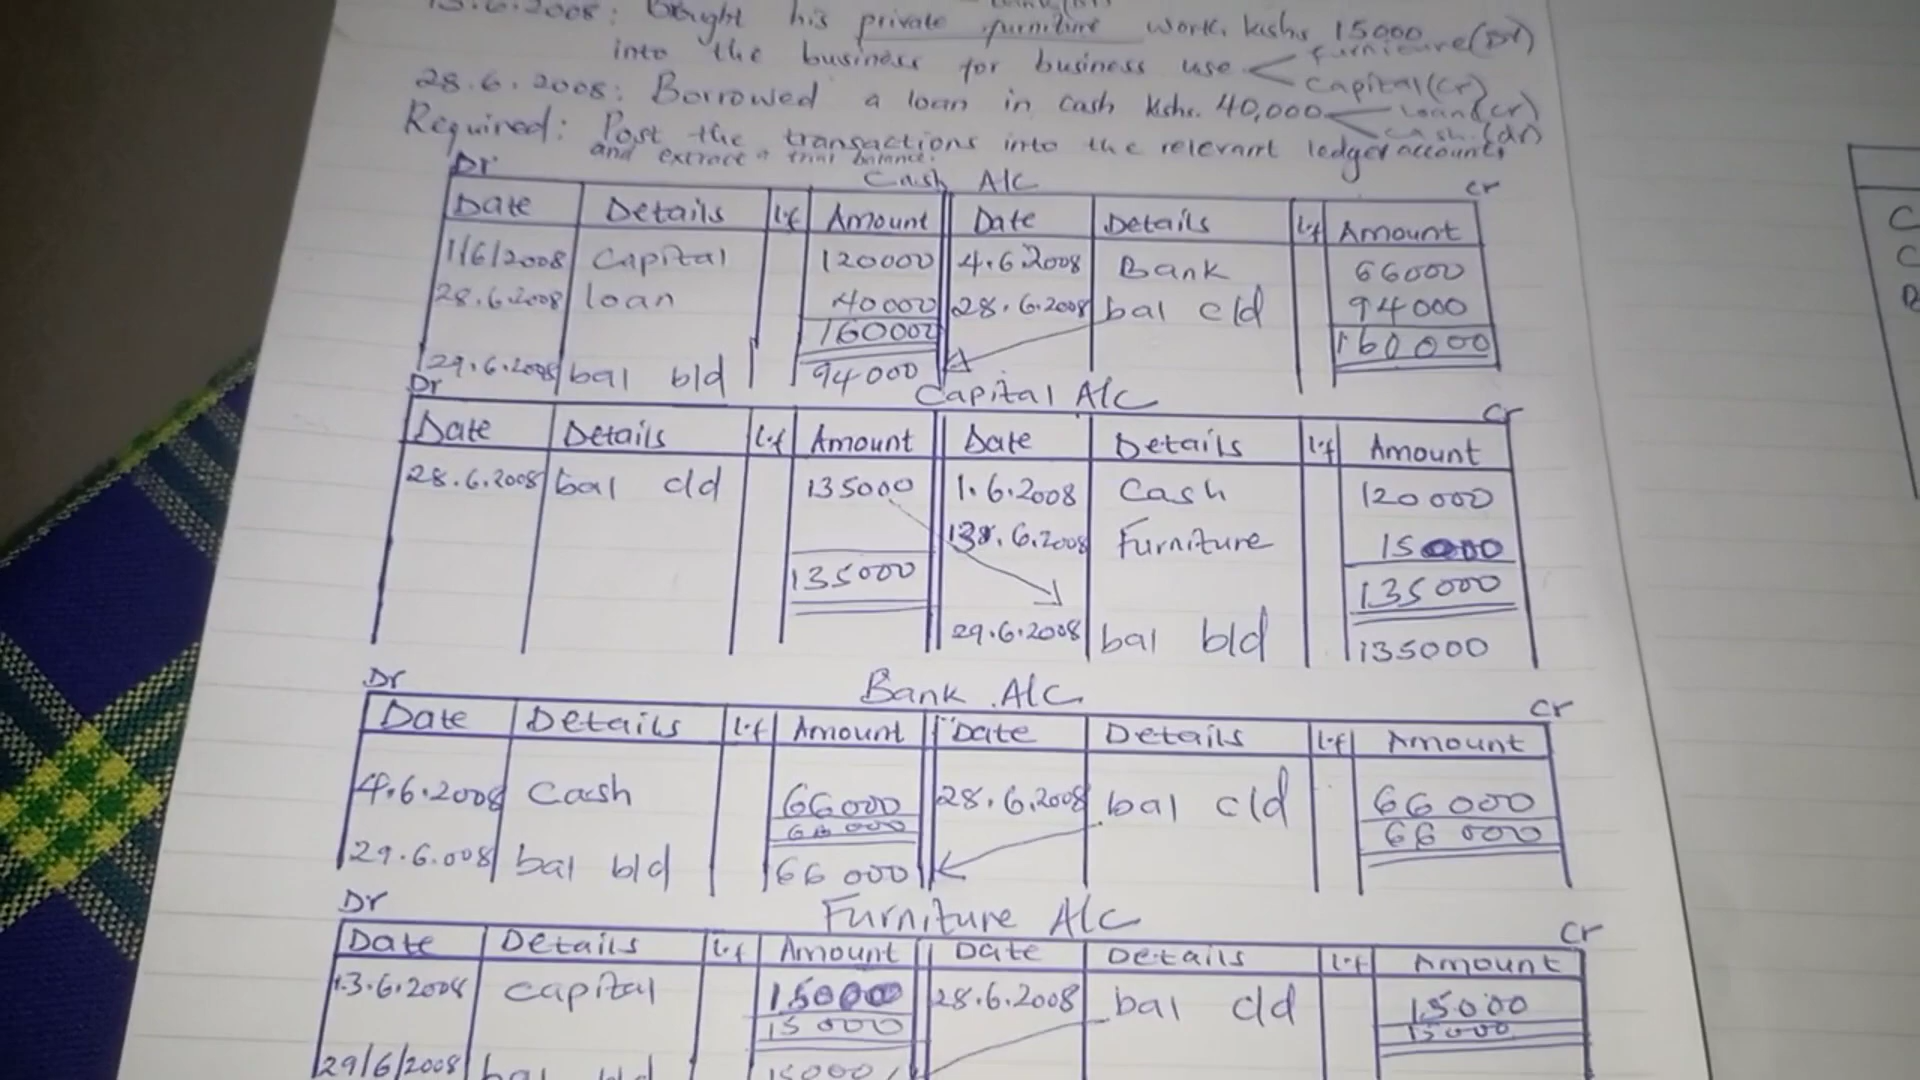 13.6.2008: Brought his private furniture worth kshs 15000
into the business for business use furniture(Dr)
Capital(Cr)
28.6.2008: Borrowed a loan in cash kshs. 40,000 loan(cr)
cash(dr)
Required: Post the transactions into the relevant ledger accounts
and extract a trial balance.
Dr Cash A/C cr
Date Details l.f Amount Date Details l.f Amount
1/6/2008 Capital 120000 4.6.2008 Bank 66000
28.6.2008 loan 40000 28.6.2008 bal c/d 94000
160000 160000
29.6.2008 bal b/d 94000
Dr Capital A/C Cr
Date Details l.f Amount Date Details l.f Amount
28.6.2008 bal c/d 135000 1.6.2008 Cash 120000
.6.2008 Furniture 15000
135000 135000
29.6.2008 bal b/d 135000
Dr Bank A/C Cr
Date Details l.f Amount Date Details l.f Amount
4.6.2008 Cash 66000 28.6.2008 bal c/d 66000
66000 66000
29.6.008 bal b/d 66000
Dr Furniture A/C Cr
Date Details l.f Amount Date Details l.f Amount
13.6.2008 capital 15000 28.6.2008 bal c/d 15000
15000 15000
29/6/2008 bal b/d 15000